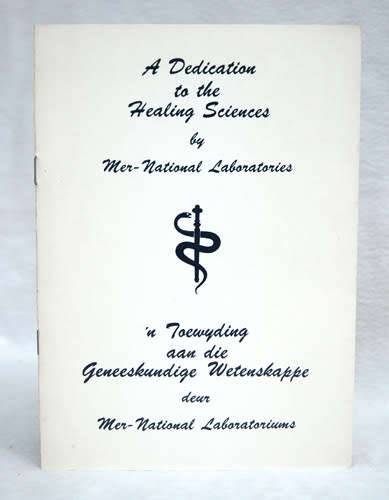 A Dedication
to the
Healing Sciences
by
Mer-National Laboratories
'n Toewyding
aan die
Geneeskundige Wetenskappe
deur
Mer-National Laboratoriums